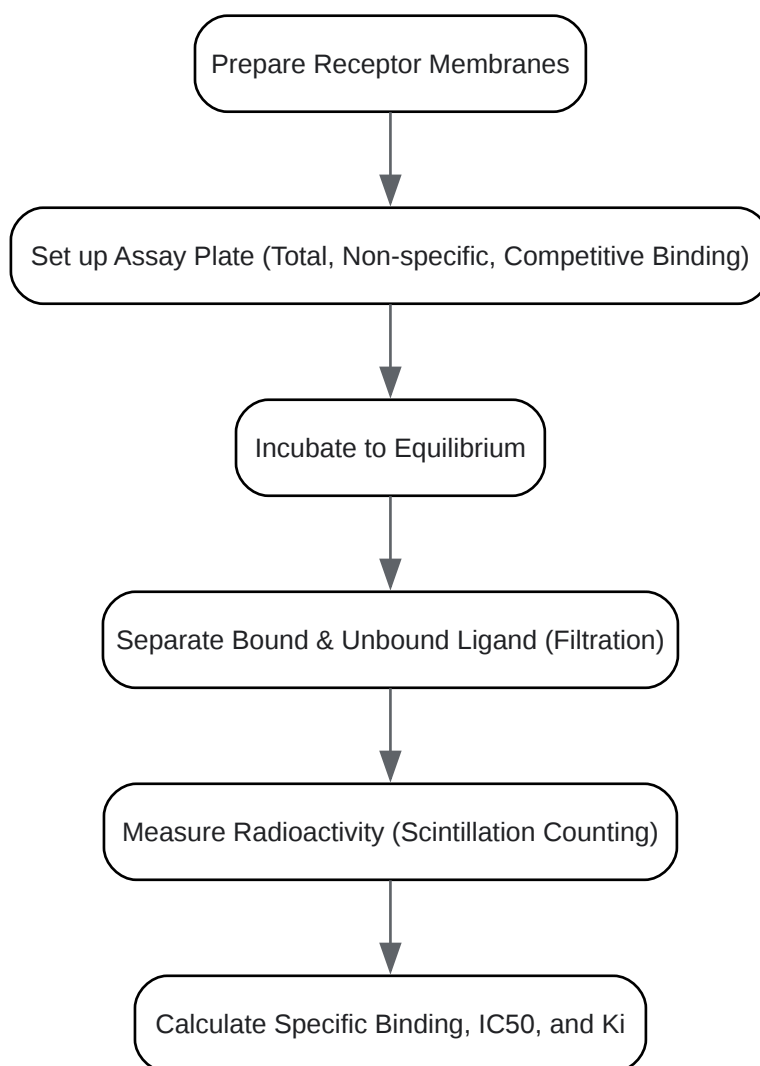 Prepare Receptor Membranes
Set up Assay Plate (Total, Non-specific, Competitive Binding)
Incubate to Equilibrium
Separate Bound & Unbound Ligand (Filtration)
Measure Radioactivity (Scintillation Counting)
Calculate Specific Binding, IC50, and Ki